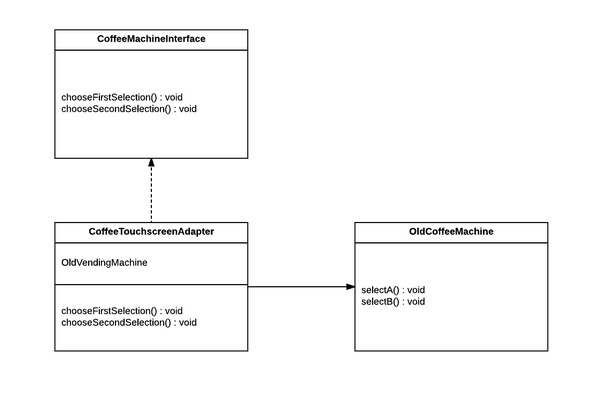 CoffeeMachineInterface
chooseFirstSelection() : void
chooseSecondSelection() : void
CoffeeTouchscreenAdapter
OldVendingMachine
chooseFirstSelection() : void
chooseSecondSelection() : void
OldCoffeeMachine
selectA() : void
selectB() : void